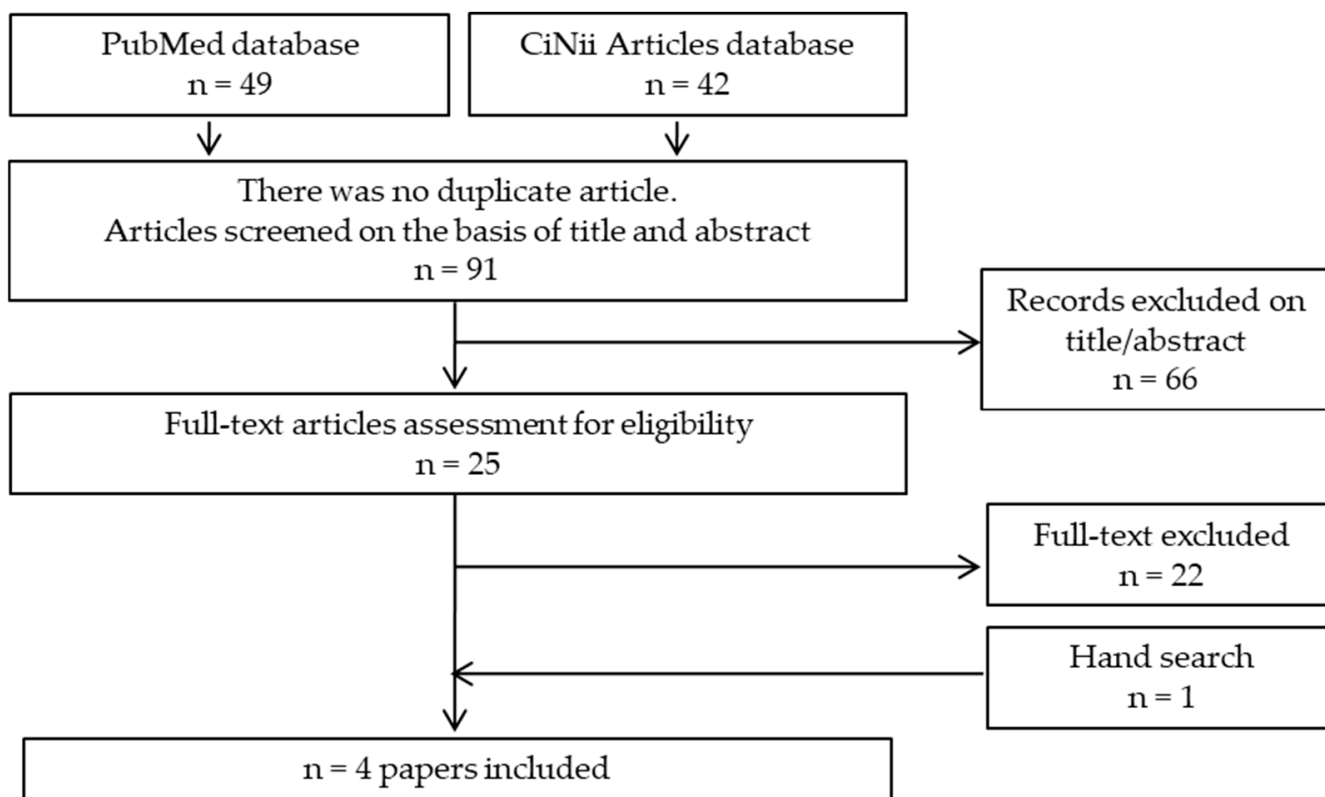 PubMed database
n = 49
CiNii Articles database
n = 42
There was no duplicate article.
Articles screened on the basis of title and abstract
n = 91
Records excluded on
title/abstract
n = 66
Full-text articles assessment for eligibility
n = 25
Full-text excluded
n = 22
Hand search
n = 1
n = 4 papers included